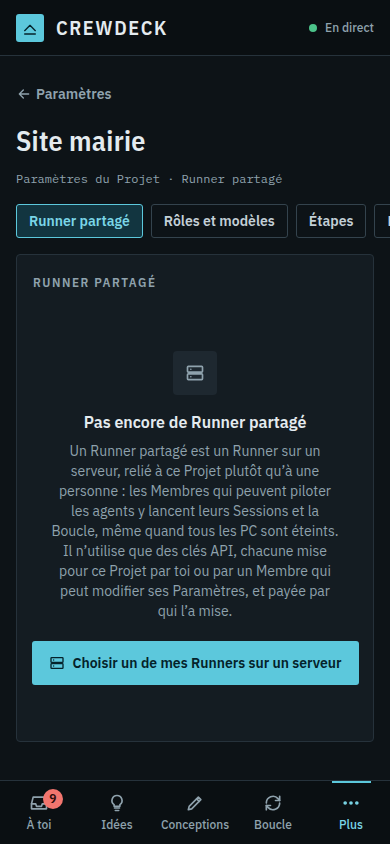 CREWDECK
En direct
← Paramètres
Site mairie
Paramètres du Projet · Runner partagé
Runner partagé
Rôles et modèles
Étapes
RUNNER PARTAGÉ
Pas encore de Runner partagé
Un Runner partagé est un Runner sur un
serveur, relié à ce Projet plutôt qu’à une
personne : les Membres qui peuvent piloter
les agents y lancent leurs Sessions et la
Boucle, même quand tous les PC sont éteints.
Il n’utilise que des clés API, chacune mise
pour ce Projet par toi ou par un Membre qui
peut modifier ses Paramètres, et payée par
qui l’a mise.
Choisir un de mes Runners sur un serveur
9
À toi
Idées
Conceptions
Boucle
Plus